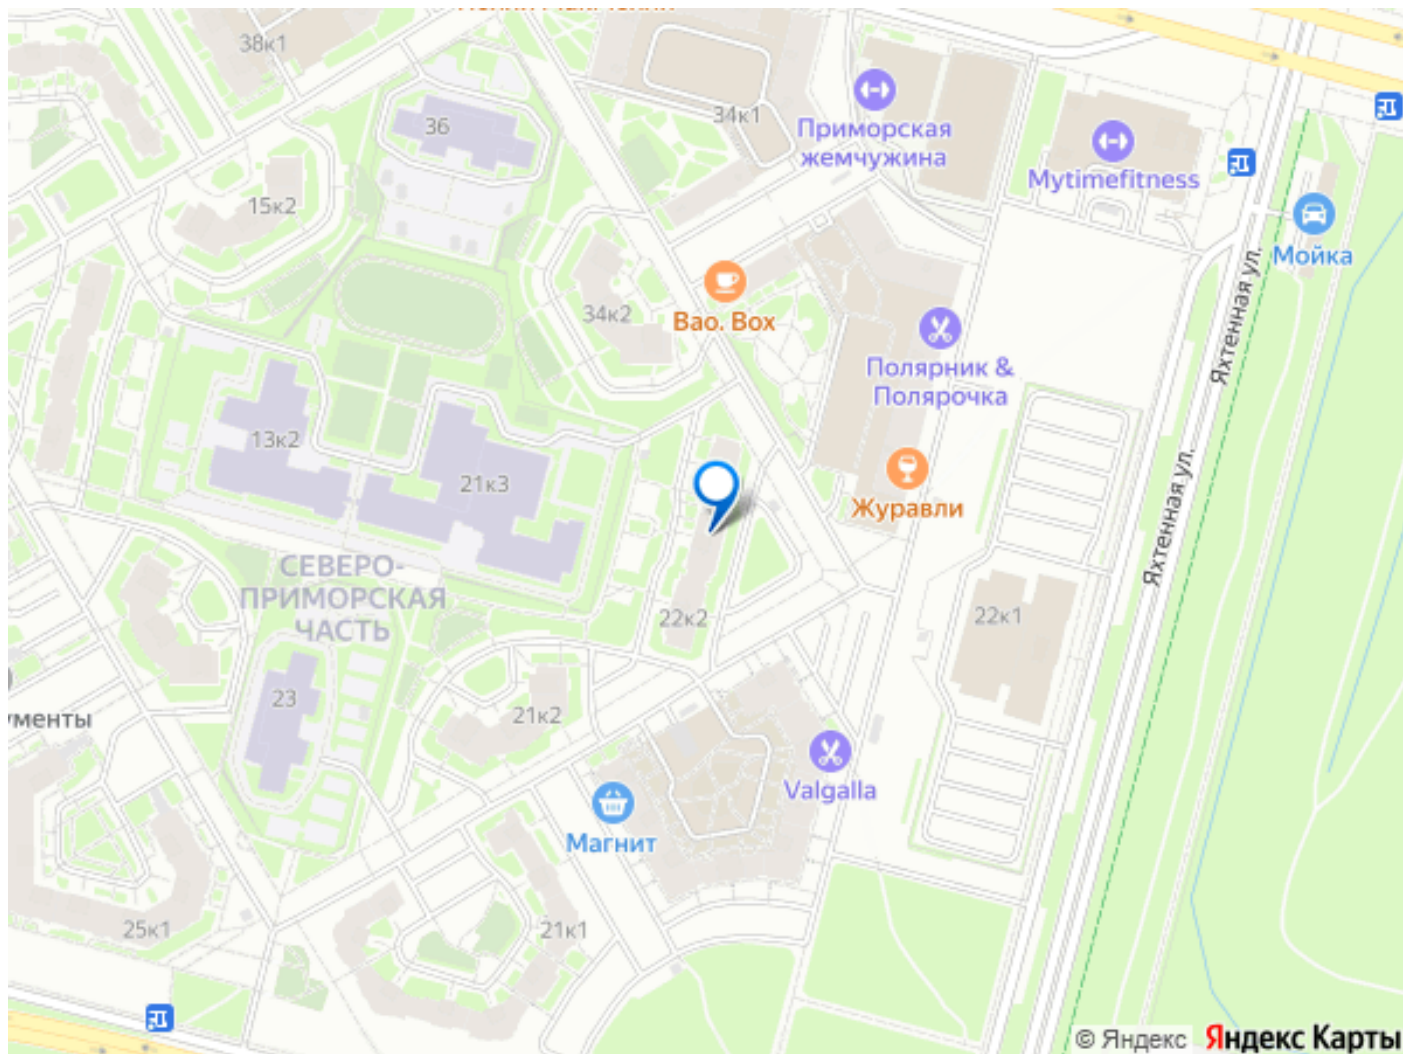 38к1
36
34к1
Приморская
жемчужина
Mytimefitness
15к2
Мойка
34к2
Bao. Box
Яхтенная ул.
Полярник &
Полярочка
13к2
21к3
Журавли
Яхтенная ул.
СЕВЕРО-
ПРИМОРСКАЯ
ЧАСТЬ
22к2
22к1
23
21к2
ументы
Valgalla
Магнит
25к1
21к1
© Яндекс Яндекс Карты